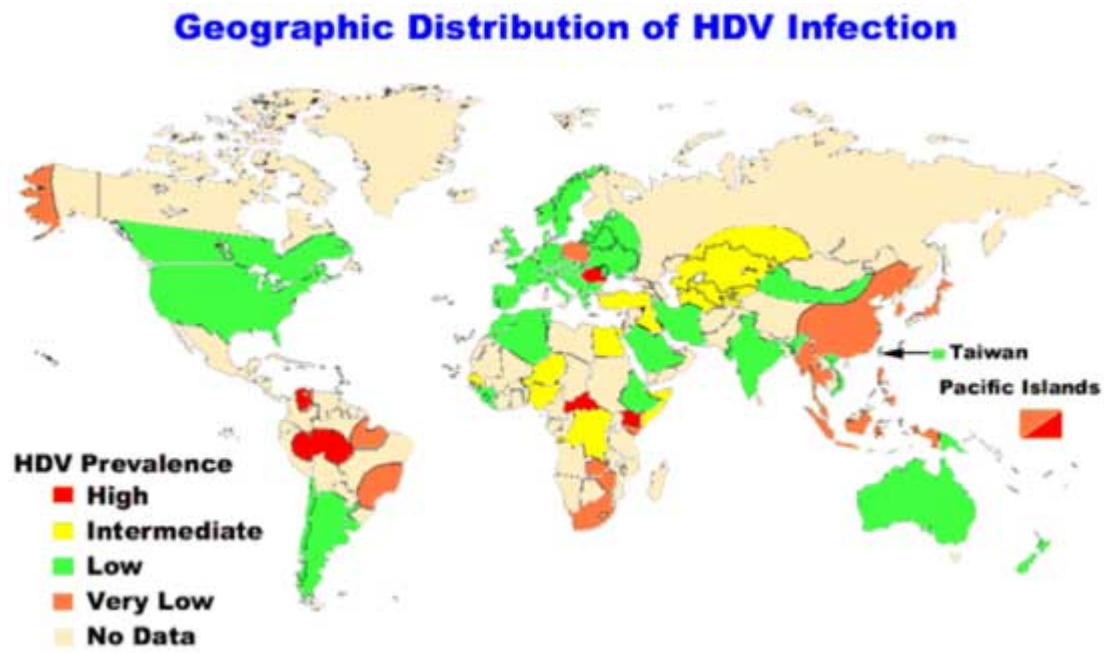 Geographic Distribution of HDV Infection
Taiwan
Pacific Islands
HDV Prevalence
High
Intermediate
Low
Very Low
No Data